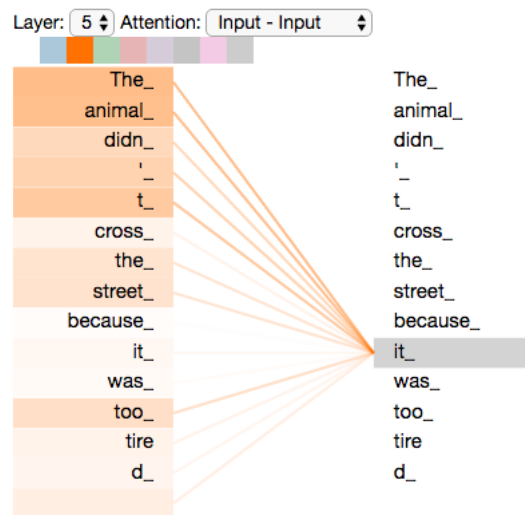 Layer: 5 Attention: Input - Input
The_ The_
animal_ animal_
didn_ didn_
'_ '_
t_ t_
cross_ cross_
the_ the_
street_ street_
because_ because_
it_ it_
was_ was_
too_ too_
tire tire
d_ d_